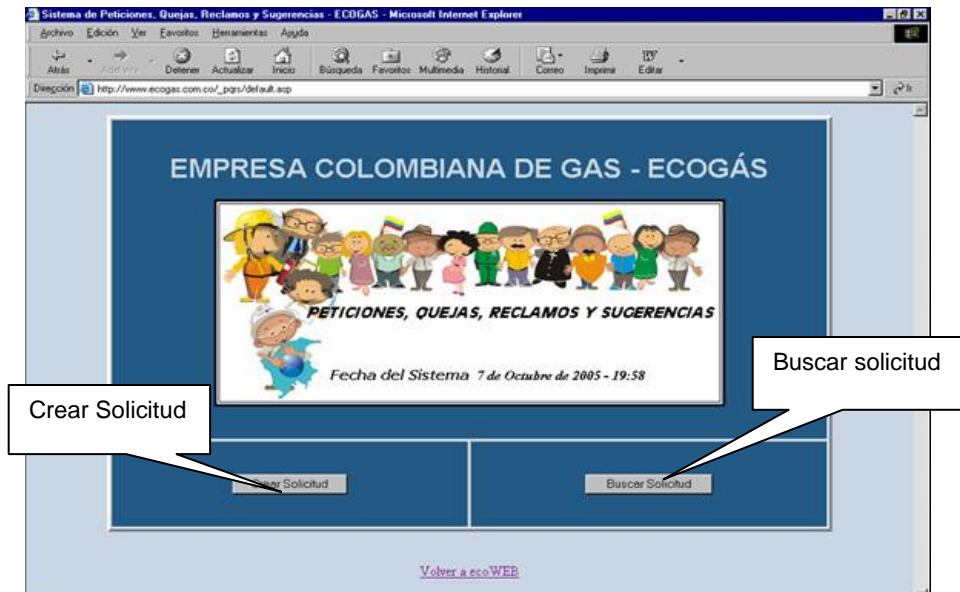 Sistema de Peticiones, Quejas, Reclamos y Sugerencias - ECOGAS - Microsoft Internet Explorer
Archivo Edición Ver Favoritos Herramientas Ayuda
Atrás Adelante Detener Actualizar Inicio Búsqueda Favoritos Multimedia Historial Correo Imprimir Editar
Dirección http://www.ecogas.com.co/_pqrs/default.asp Ir
EMPRESA COLOMBIANA DE GAS - ECOGÁS
PETICIONES, QUEJAS, RECLAMOS Y SUGERENCIAS
Fecha del Sistema 7 de Octubre de 2005 - 19:58
Buscar solicitud
Crear Solicitud
Crear Solicitud
Buscar Solicitud
Volver a ecoWEB